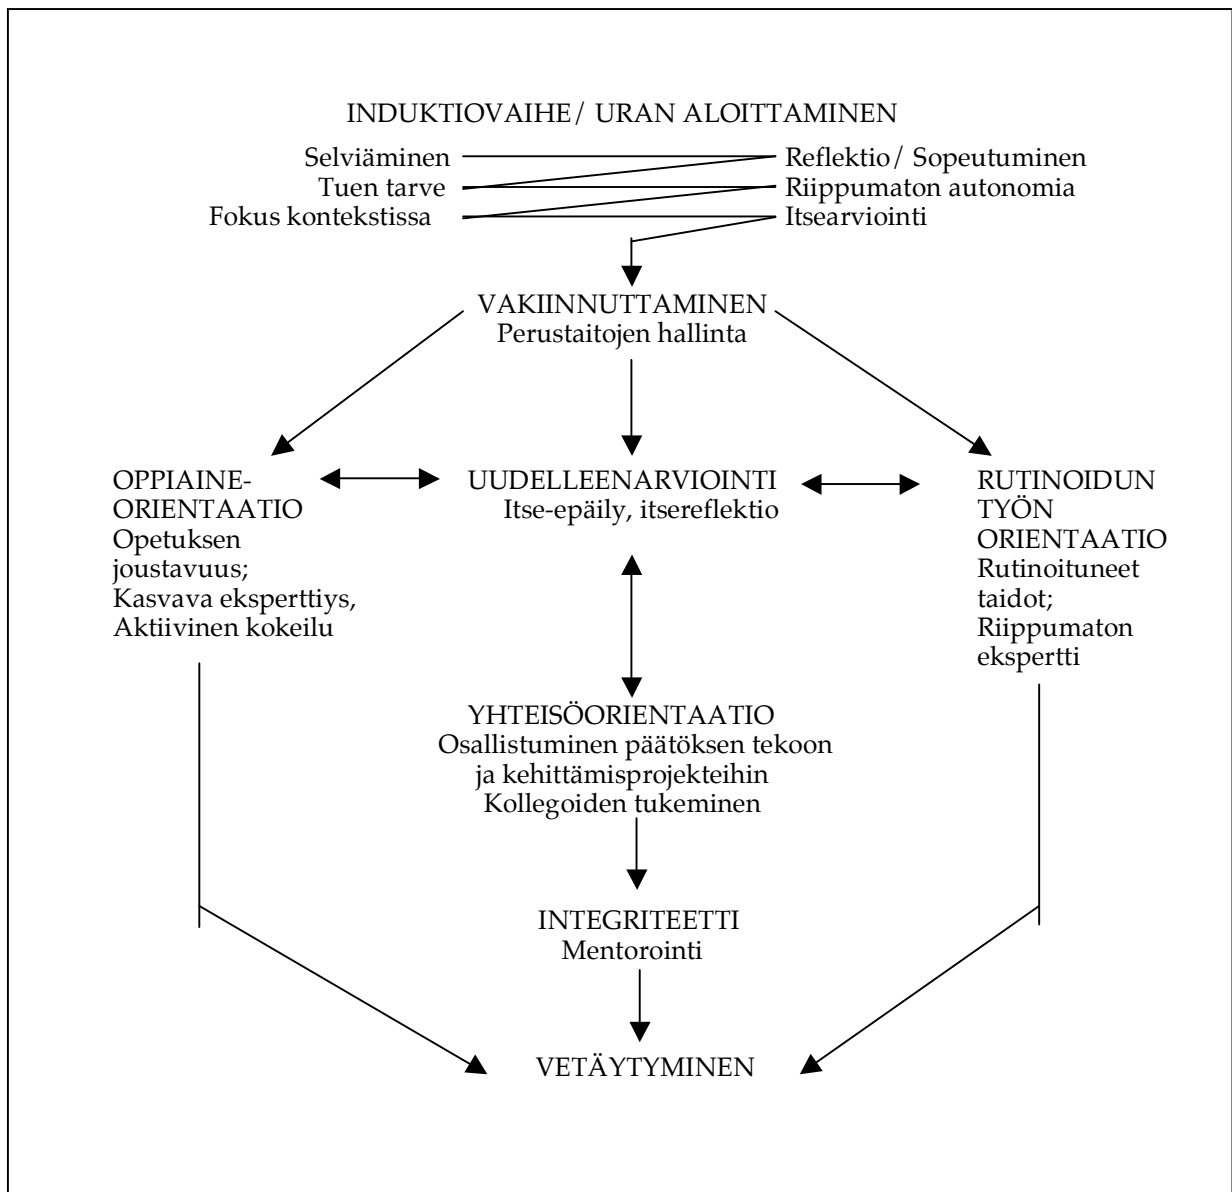 INDUKTIOVAIHE/ URAN ALOITTAMINEN
Selviäminen
Tuen tarve
Fokus kontekstissa
Reflektio/ Sopeutuminen
Riippumaton autonomia
Itsearviointi
VAKIINNUTTAMINEN
Perustaitojen hallinta
OPPIAINE-
ORIENTAATIO
Opetuksen
joustavuus;
Kasvava eksperttiys,
Aktiivinen kokeilu
UUDELLEENARVIOINTI
Itse-epäily, itsereflektio
RUTINOIDUN
TYÖN
ORIENTAATIO
Rutinoituneet
taidot;
Riippumaton
ekspertti
YHTEISÖORIENTAATIO
Osallistuminen päätöksen tekoon
ja kehittämisprojekteihin
Kollegoiden tukeminen
INTEGRITEETTI
Mentorointi
VETÄYTYMINEN